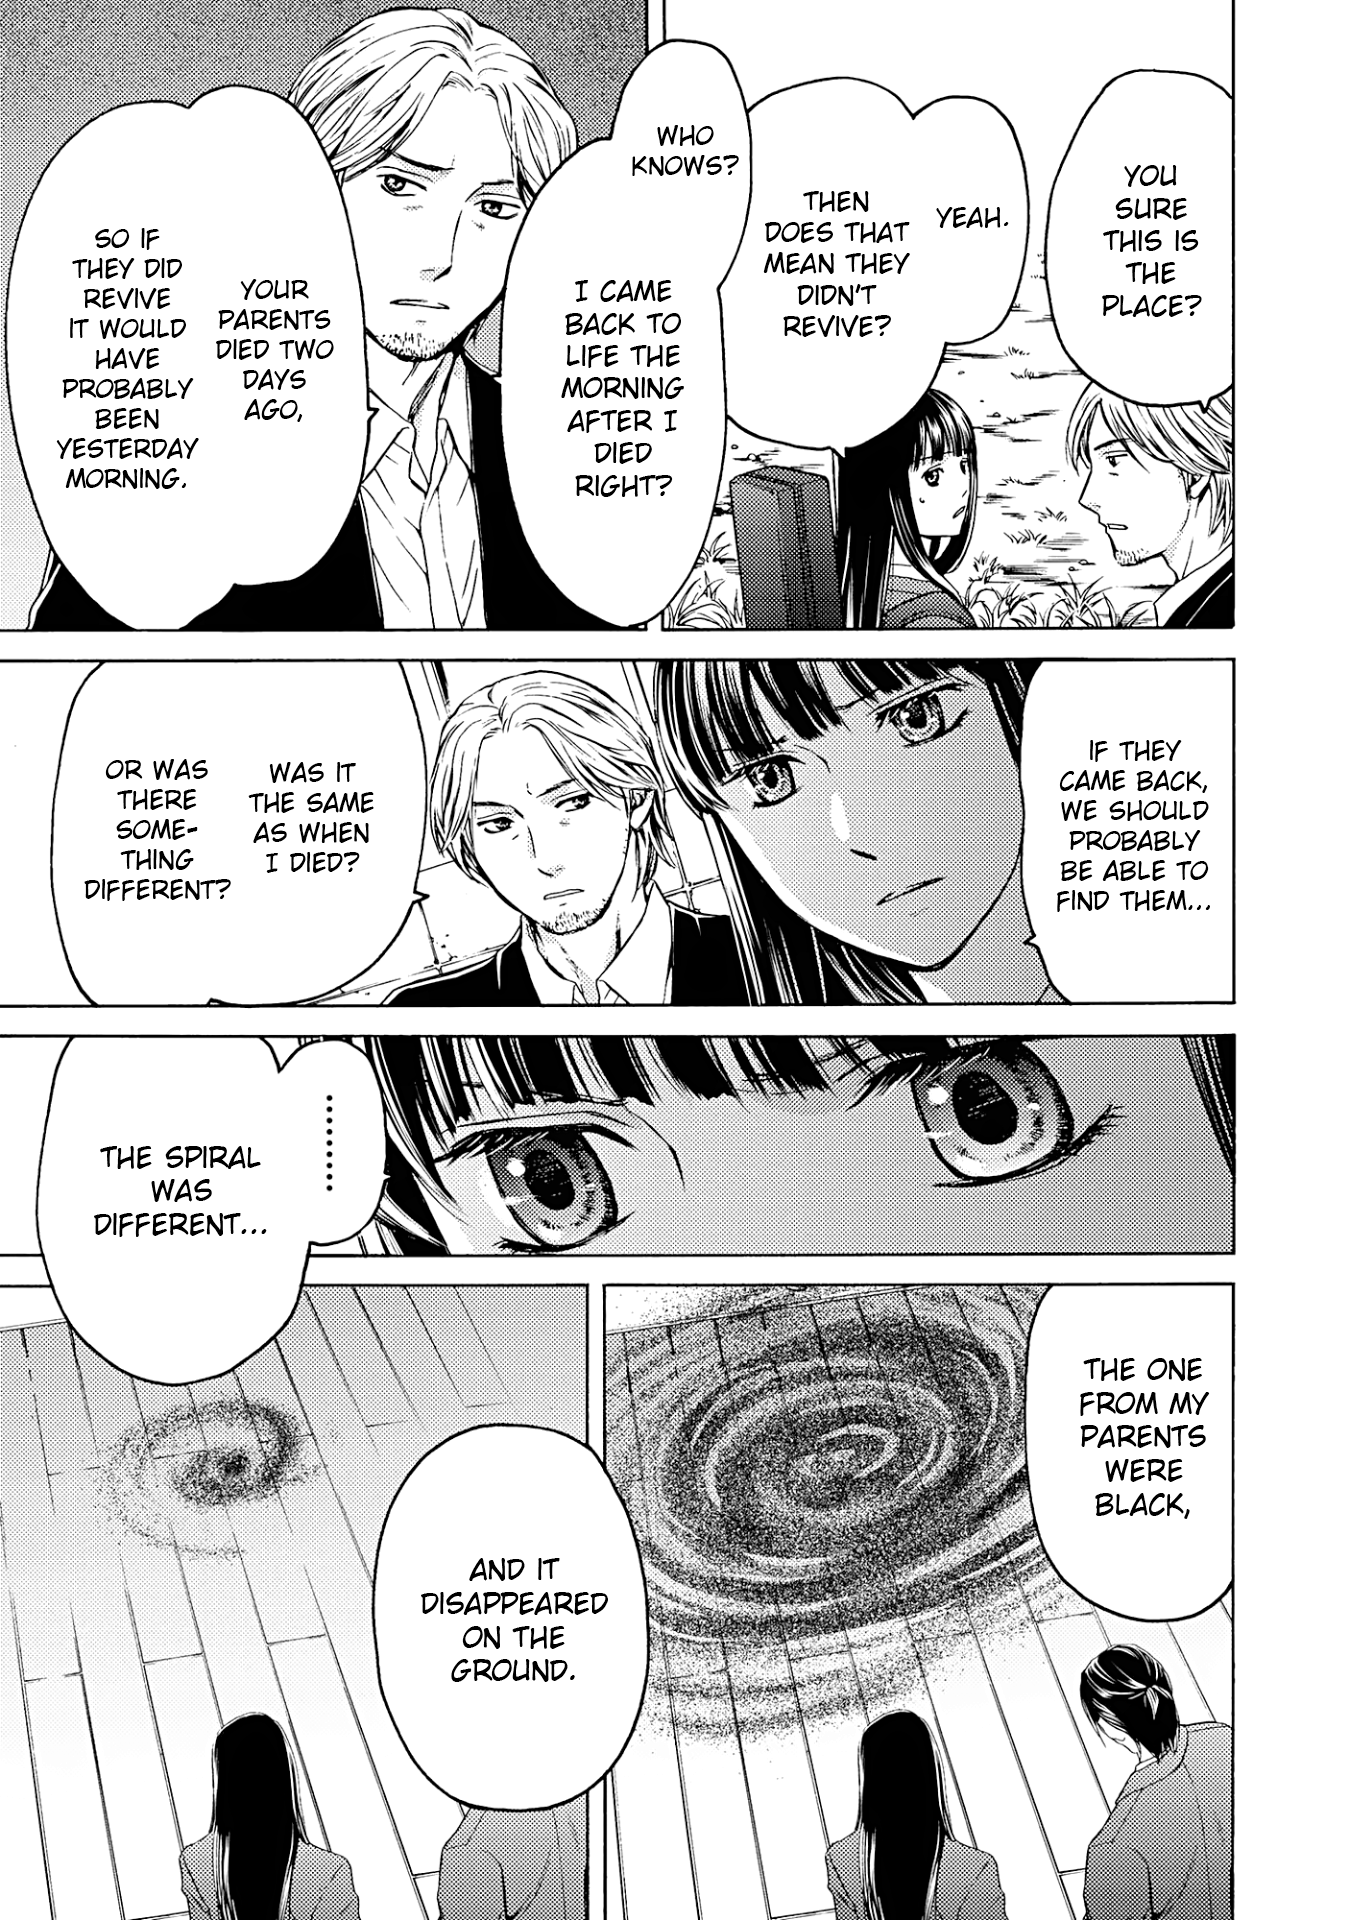 YOU
SURE
THIS IS
THE
PLACE?
YEAH.
THEN
DOES THAT
MEAN THEY
DIDN'T
REVIVE?
WHO
KNOWS?
I CAME
BACK TO
LIFE THE
MORNING
AFTER I
DIED
RIGHT?
YOUR
PARENTS
DIED TWO
DAYS
AGO,
SO IF
THEY DID
REVIVE
IT WOULD
HAVE
PROBABLY
BEEN
YESTERDAY
MORNING.
IF THEY
CAME BACK,
WE SHOULD
PROBABLY
BE ABLE TO
FIND THEM...
WAS IT
THE SAME
AS WHEN
I DIED?
OR WAS
THERE
SOME-
THING
DIFFERENT?
.........
THE SPIRAL
WAS
DIFFERENT...
THE ONE
FROM MY
PARENTS
WERE
BLACK,
AND IT
DISAPPEARED
ON THE
GROUND.